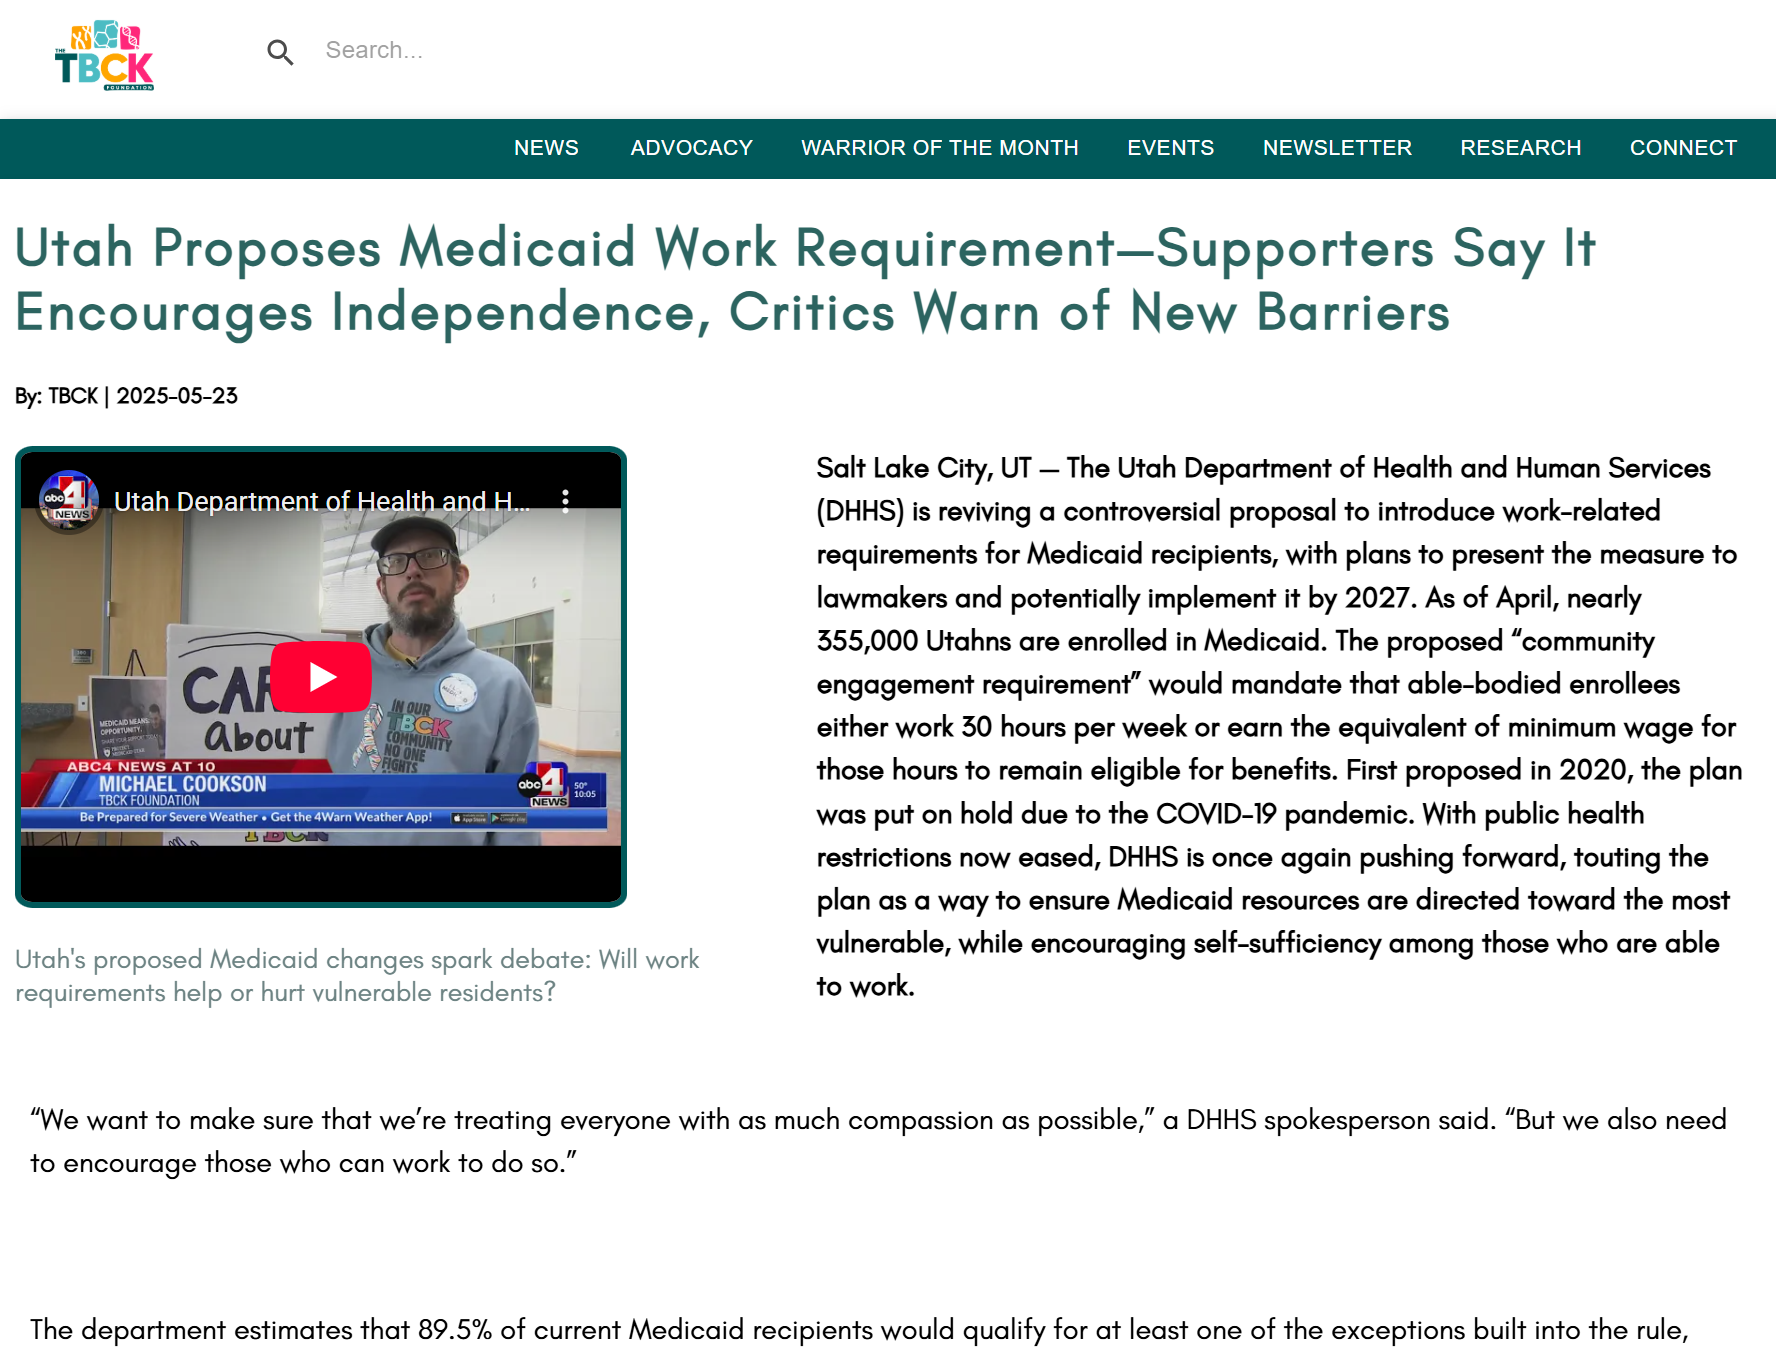 THE
TBCK
FOUNDATION
Search...
NEWS ADVOCACY WARRIOR OF THE MONTH EVENTS NEWSLETTER RESEARCH CONNECT
Utah Proposes Medicaid Work Requirement—Supporters Say It
Encourages Independence, Critics Warn of New Barriers
By: TBCK | 2025-05-23
abc 4 NEWS
Utah Department of Health and H...
MEDICAID MEANS
OPPORTUNITY.
CAR
About
IN OUR
TBCK
COMMUNITY
NO ONE
FIGHTS
ABC4 NEWS AT 10
MICHAEL COOKSON
TBCK FOUNDATION
abc 4 NEWS
50°
10:05
Be Prepared for Severe Weather • Get the 4Warn Weather App!
App Store
Google play
TBCK
Utah's proposed Medicaid changes spark debate: Will work
requirements help or hurt vulnerable residents?
Salt Lake City, UT — The Utah Department of Health and Human Services
(DHHS) is reviving a controversial proposal to introduce work-related
requirements for Medicaid recipients, with plans to present the measure to
lawmakers and potentially implement it by 2027. As of April, nearly
355,000 Utahns are enrolled in Medicaid. The proposed “community
engagement requirement” would mandate that able-bodied enrollees
either work 30 hours per week or earn the equivalent of minimum wage for
those hours to remain eligible for benefits. First proposed in 2020, the plan
was put on hold due to the COVID-19 pandemic. With public health
restrictions now eased, DHHS is once again pushing forward, touting the
plan as a way to ensure Medicaid resources are directed toward the most
vulnerable, while encouraging self-sufficiency among those who are able
to work.
“We want to make sure that we’re treating everyone with as much compassion as possible,” a DHHS spokesperson said. “But we also need
to encourage those who can work to do so.”
The department estimates that 89.5% of current Medicaid recipients would qualify for at least one of the exceptions built into the rule,